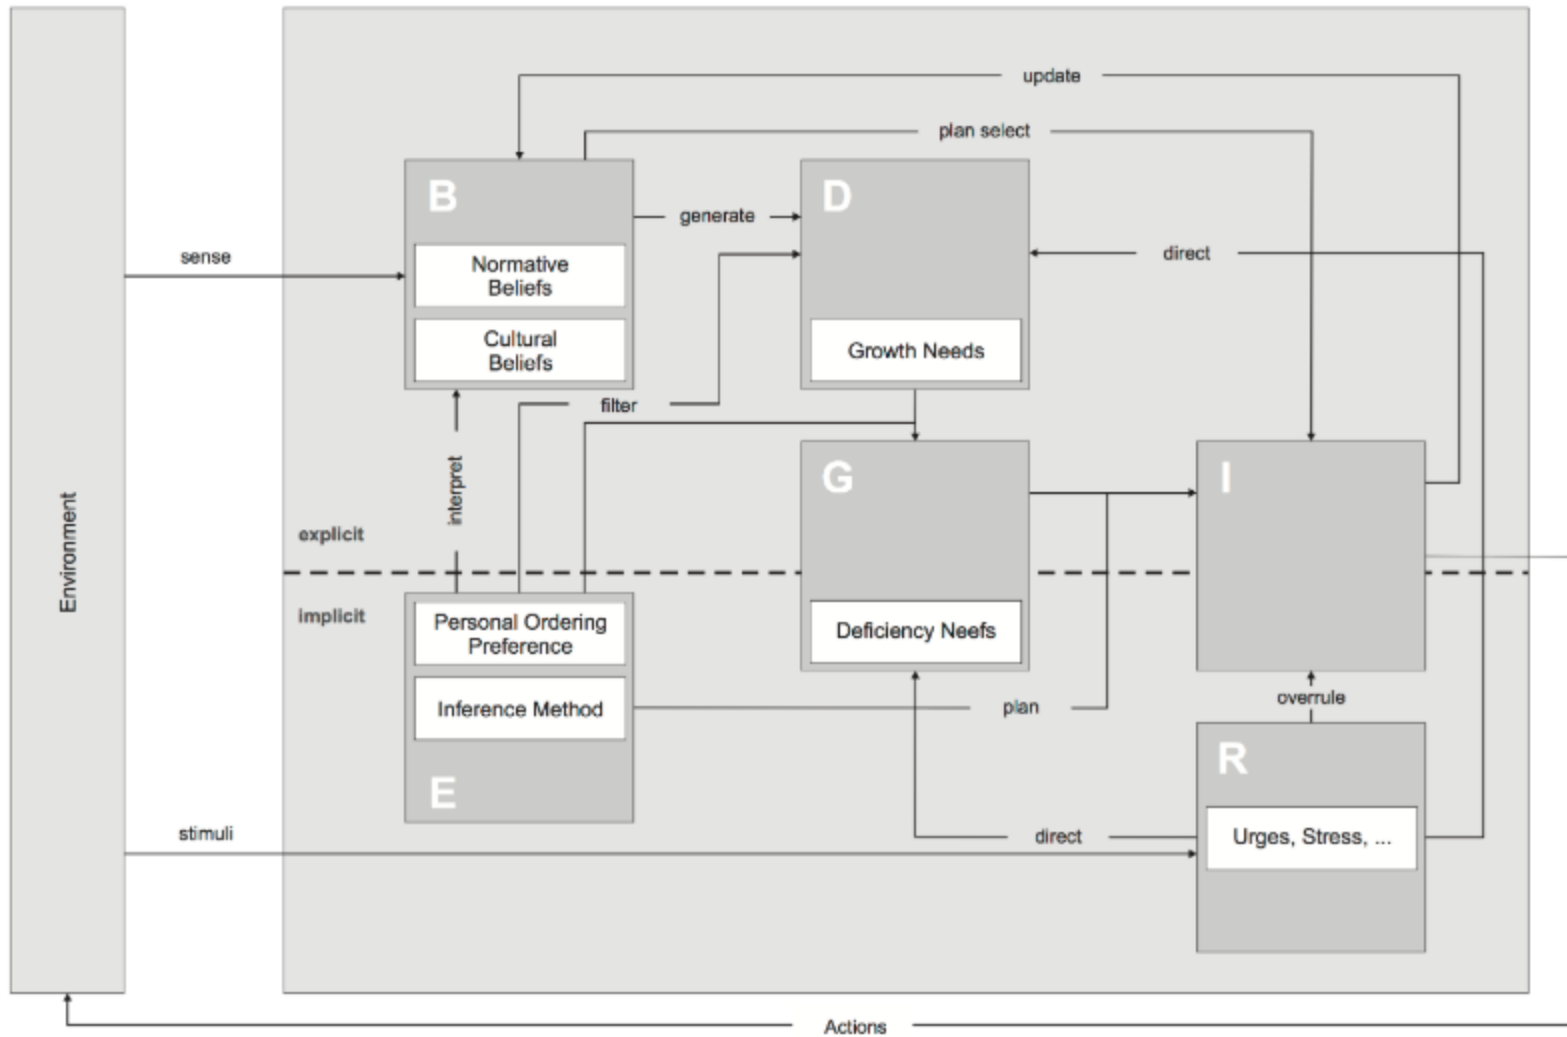 update
plan select
B
D
generate
sense
direct
Normative
Beliefs
Cultural
Beliefs
Growth Needs
filter
interpret
G
I
Environment
explicit
implicit
Personal Ordering
Preference
Deficiency Neefs
Inference Method
plan
overrule
R
E
stimuli
direct
Urges, Stress, ...
Actions